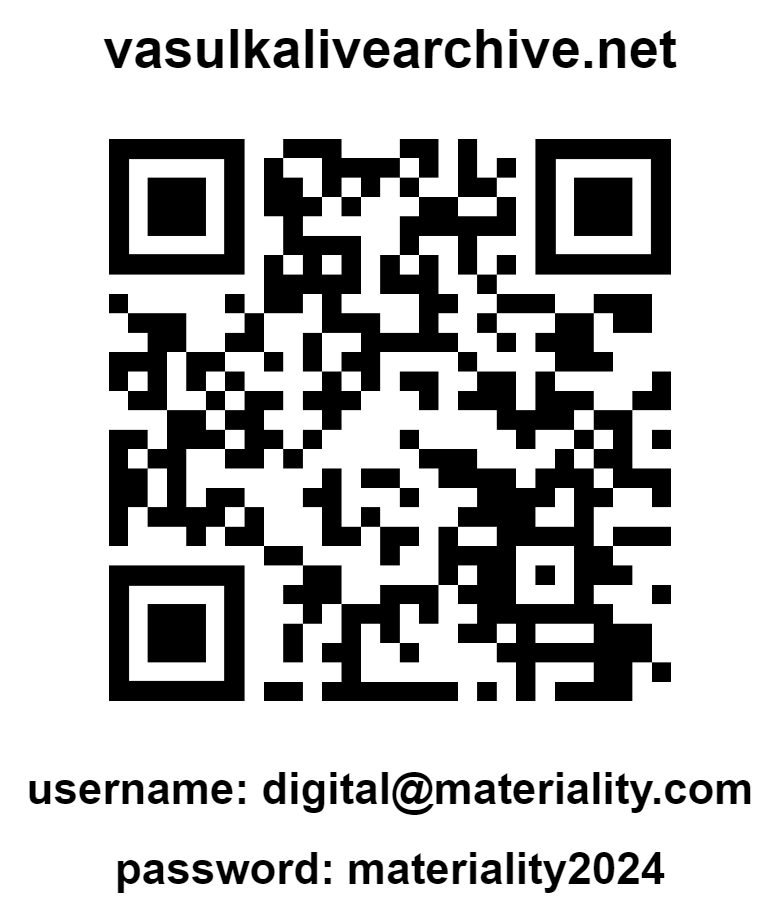 vasulkalivearchive.net
username: digital@materiality.com
password: materiality2024